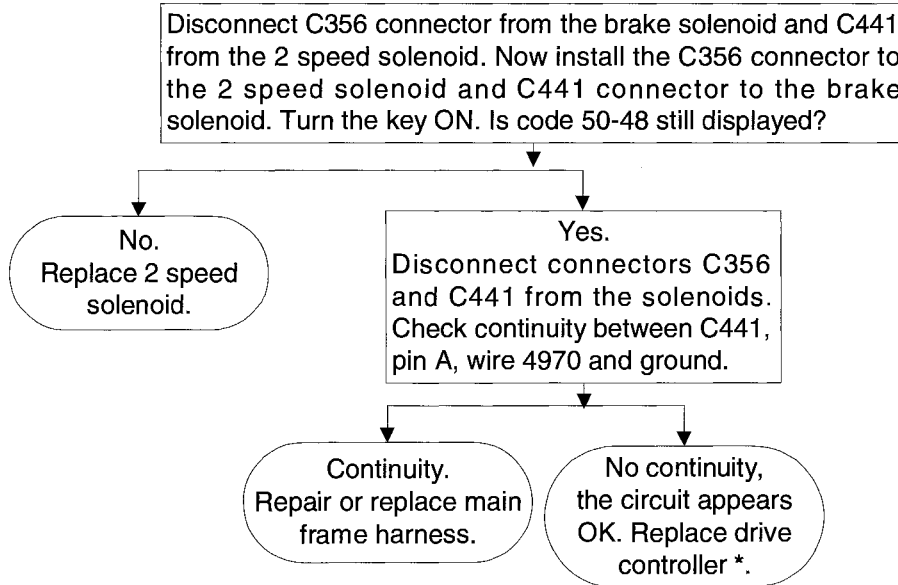 Disconnect C356 connector from the brake solenoid and C441
from the 2 speed solenoid. Now install the C356 connector to
the 2 speed solenoid and C441 connector to the brake
solenoid. Turn the key ON. Is code 50-48 still displayed?
No.
Replace 2 speed
solenoid.
Yes.
Disconnect connectors C356
and C441 from the solenoids.
Check continuity between C441,
pin A, wire 4970 and ground.
Continuity.
Repair or replace main
frame harness.
No continuity,
the circuit appears
OK. Replace drive
controller *.